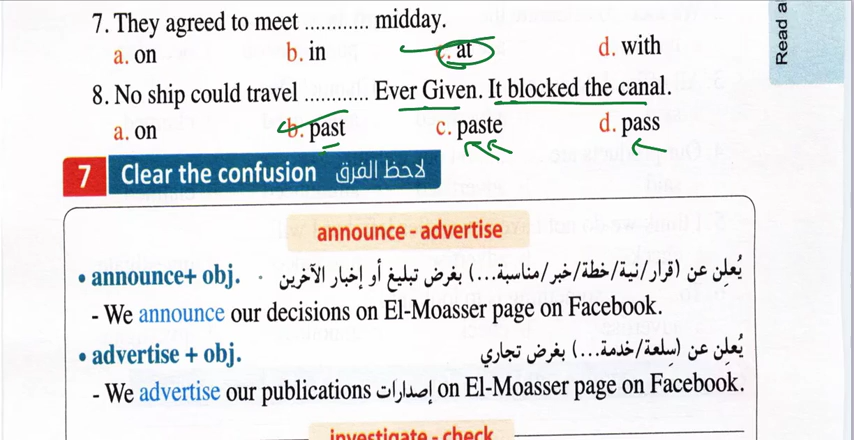 7. They agreed to meet ........... midday.
a. on b. in c. at d. with
8. No ship could travel ........... Ever Given. It blocked the canal.
a. on b. past c. paste d. pass
Read a
7 Clear the confusion لاحظ الفرق
announce - advertise
• announce+ obj. يُعلِن عن (قرار/نية/خطة/خبر/مناسبة...) بغرض تبليغ أو إخبار الآخرين
- We announce our decisions on El-Moasser page on Facebook.
• advertise + obj. يُعلِن عن (سِلعة/خدمة...) بغرض تجاري
- We advertise our publications إصدارات on El-Moasser page on Facebook.
investigate - check